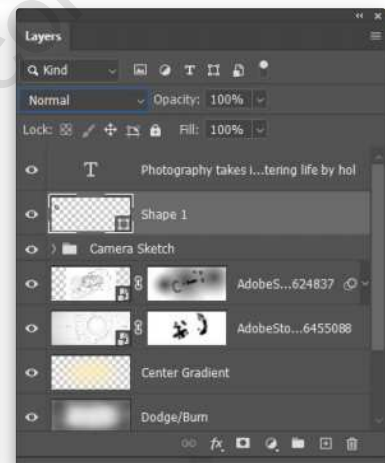 Layers
Kind
Normal Opacity: 100%
Lock: Fill: 100%
T Photography takes i...tering life by hol
Shape 1
Camera Sketch
AdobeS...624837
AdobeSto...6455088
Center Gradient
Dodge/Burn
fx